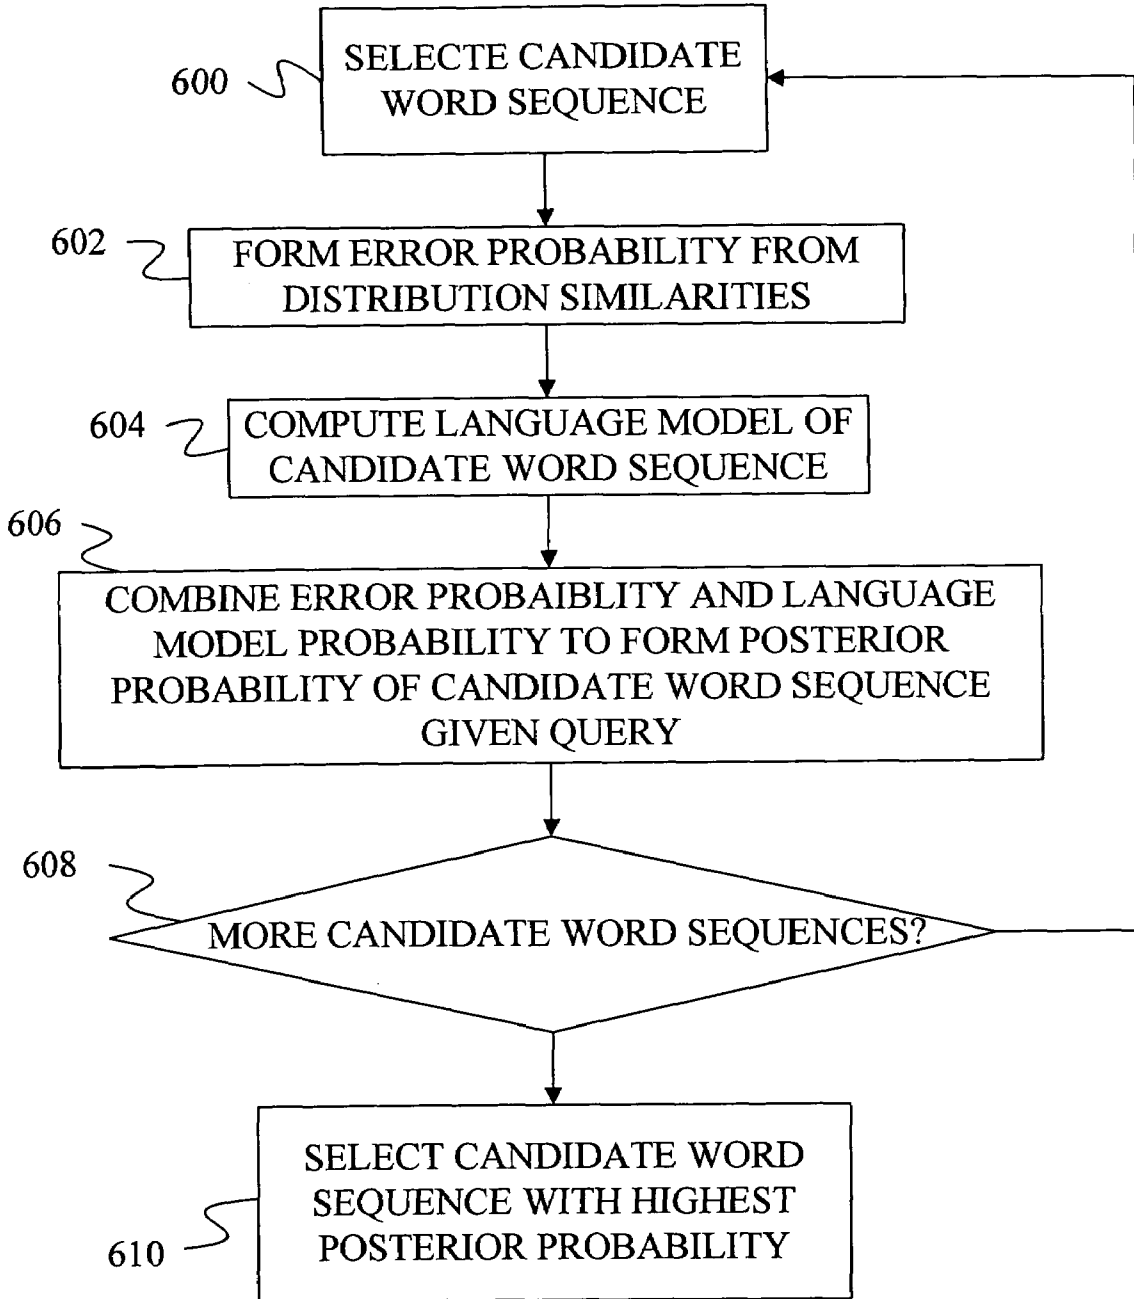 600
SELECTE CANDIDATE
WORD SEQUENCE
602
FORM ERROR PROBABILITY FROM
DISTRIBUTION SIMILARITIES
604
COMPUTE LANGUAGE MODEL OF
CANDIDATE WORD SEQUENCE
606
COMBINE ERROR PROBAIBLITY AND LANGUAGE
MODEL PROBABILITY TO FORM POSTERIOR
PROBABILITY OF CANDIDATE WORD SEQUENCE
GIVEN QUERY
608
MORE CANDIDATE WORD SEQUENCES?
610
SELECT CANDIDATE WORD
SEQUENCE WITH HIGHEST
POSTERIOR PROBABILITY